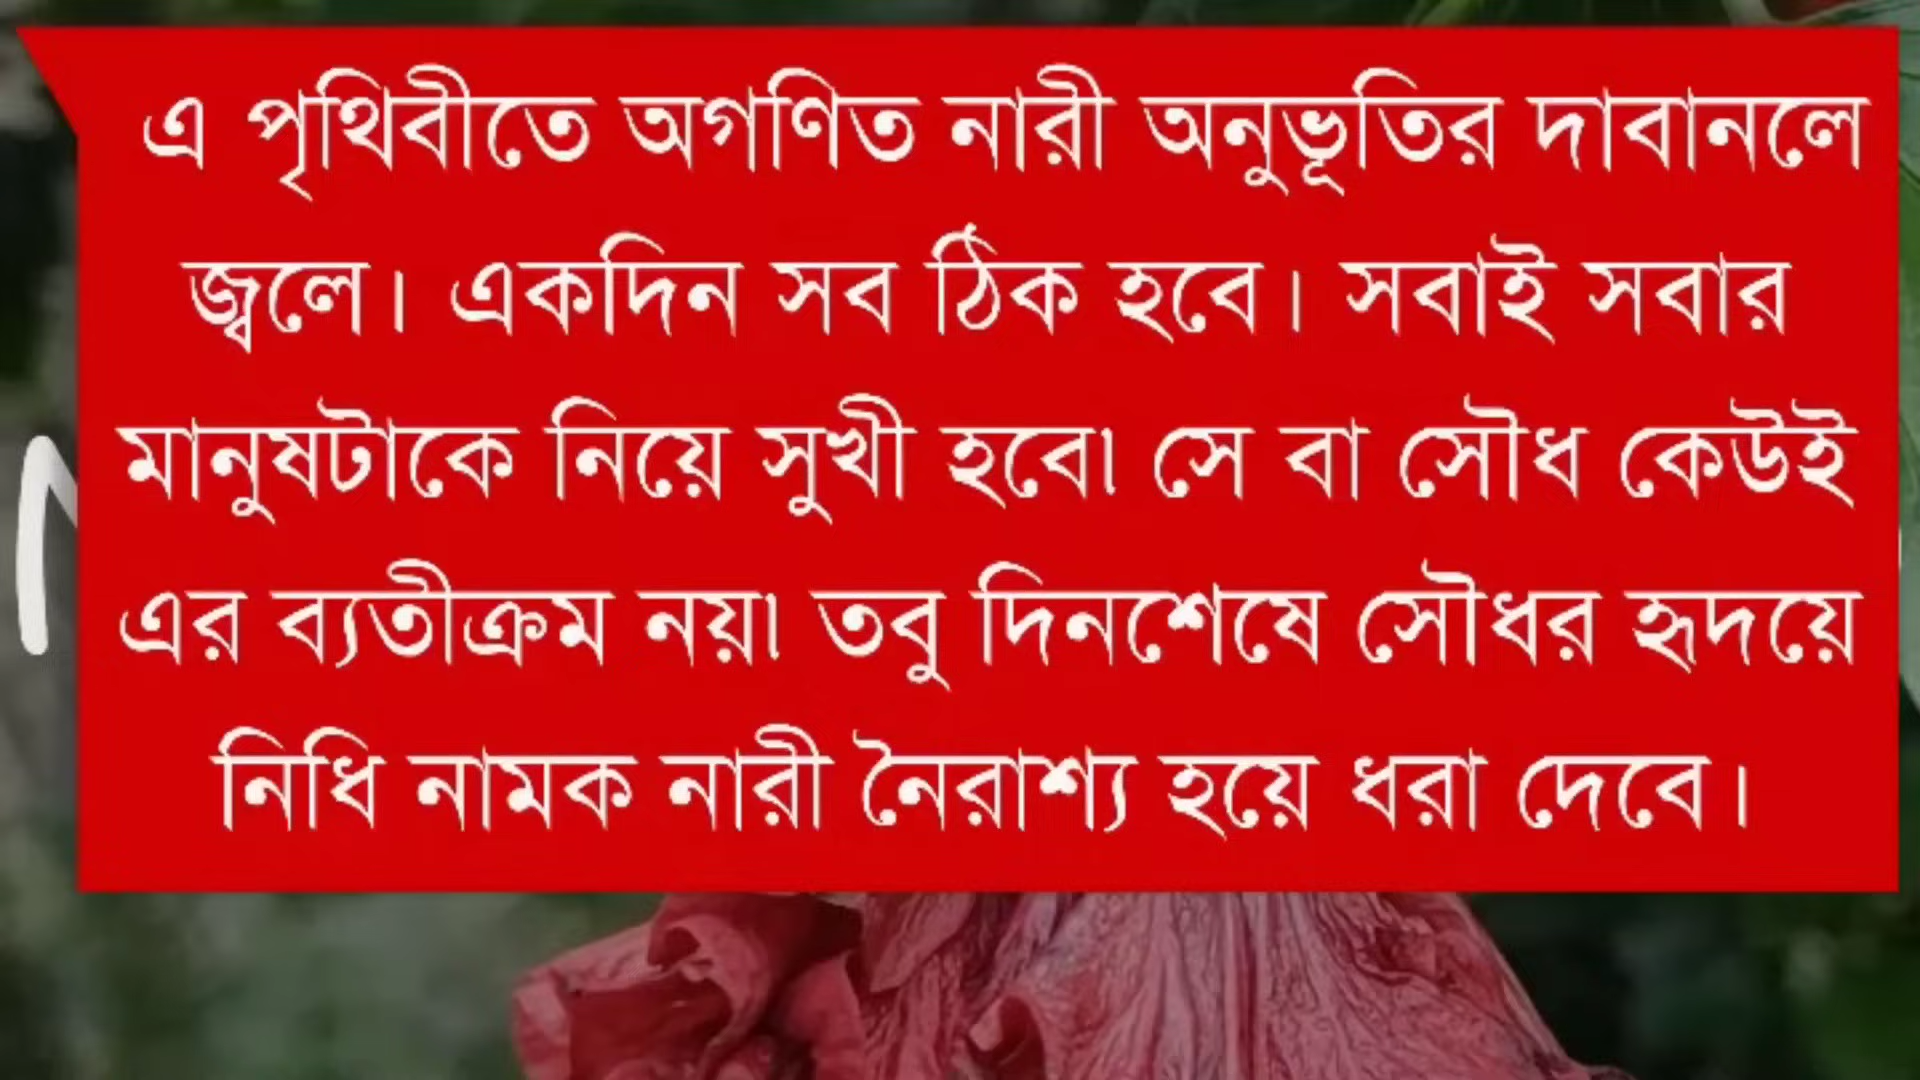 এ পৃথিবীতে অগণিত নারী অনুভূতির দাবানলে
জ্বলে। একদিন সব ঠিক হবে। সবাই সবার
মানুষটাকে নিয়ে সুখী হবে৷ সে বা সৌধ কেউই
এর ব্যতীক্রম নয়৷ তবু দিনশেষে সৌধর হৃদয়ে
নিধি নামক নারী নৈরাশ্য হয়ে ধরা দেবে।